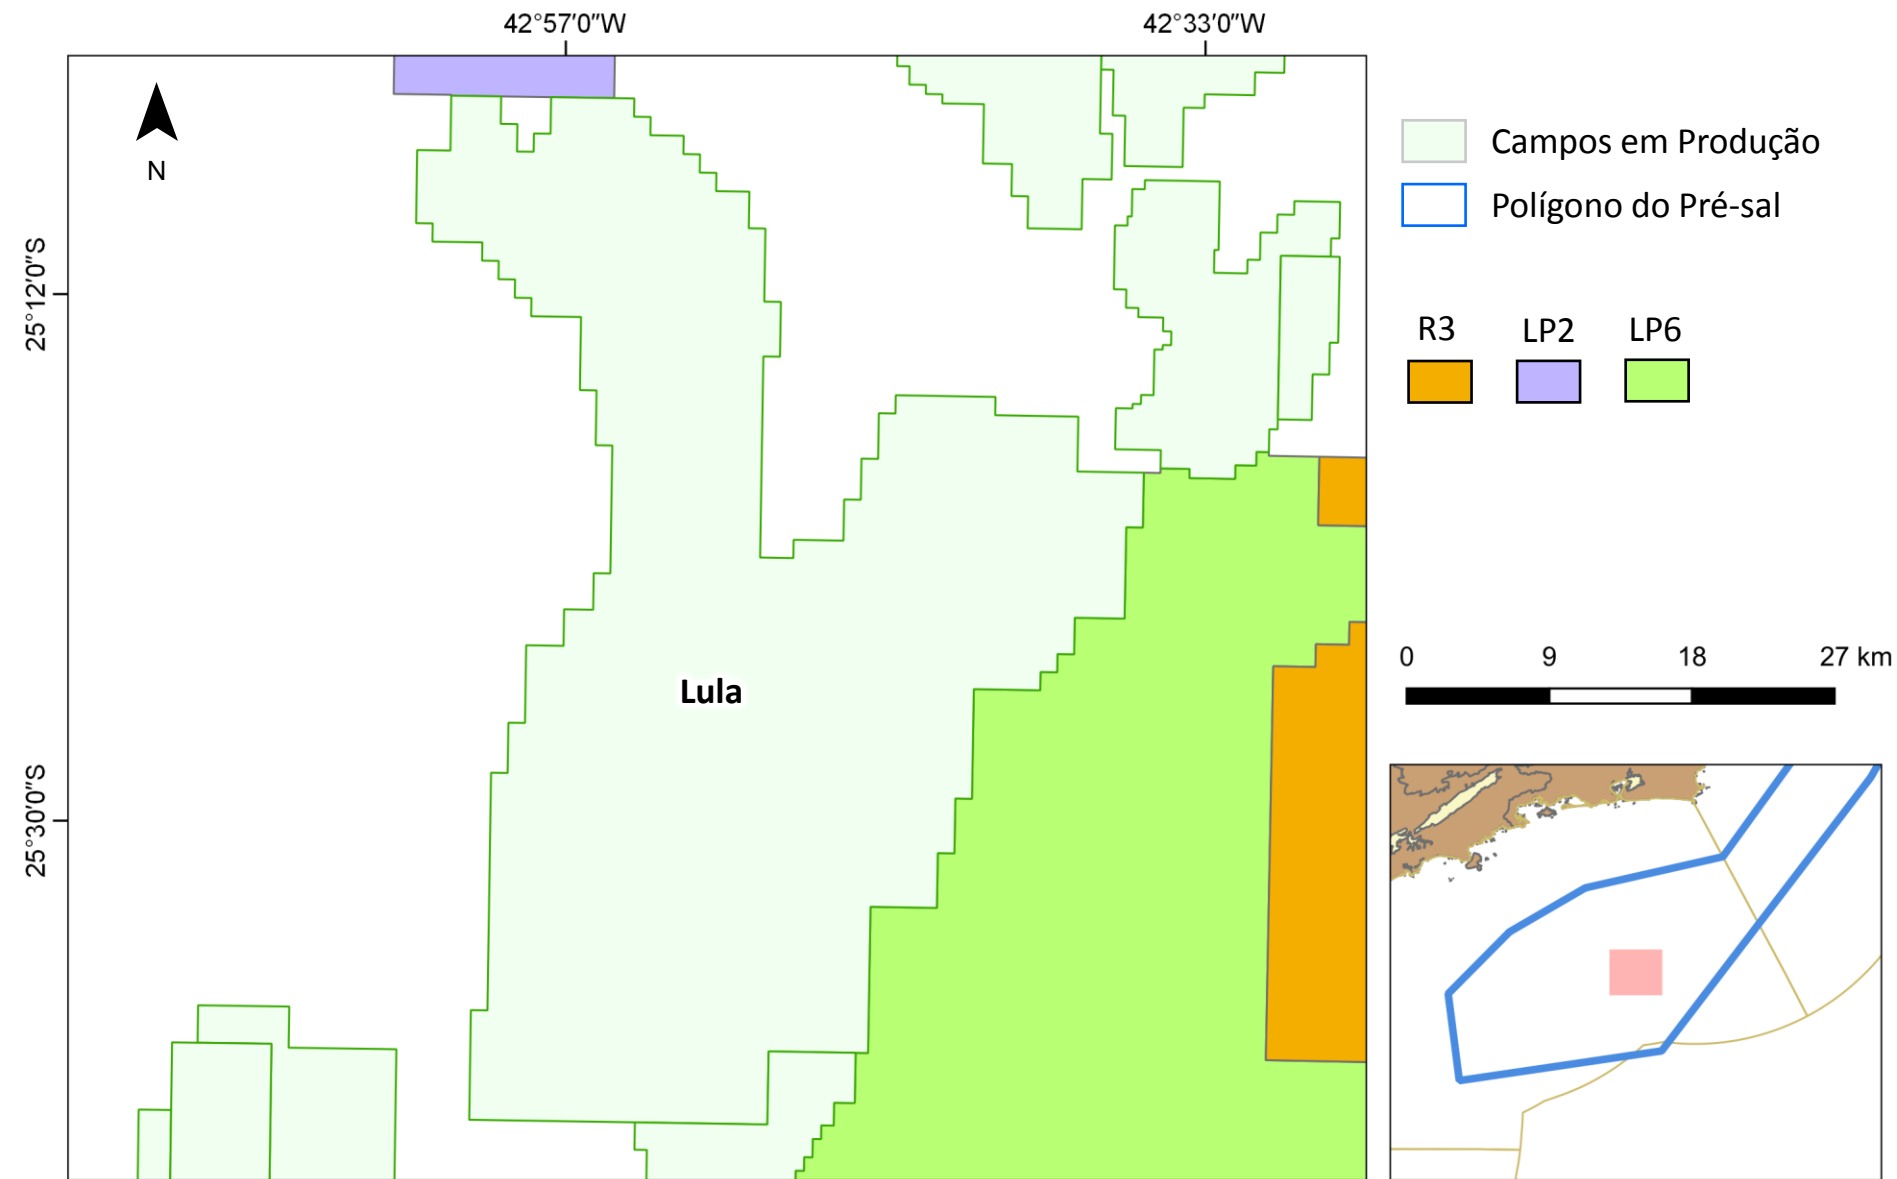 42°57'0"W
42°33'0"W
25°12'0"S
25°30'0"S
N
Lula
Campos em Produção
Polígono do Pré-sal
R3 LP2 LP6
0 9 18 27 km